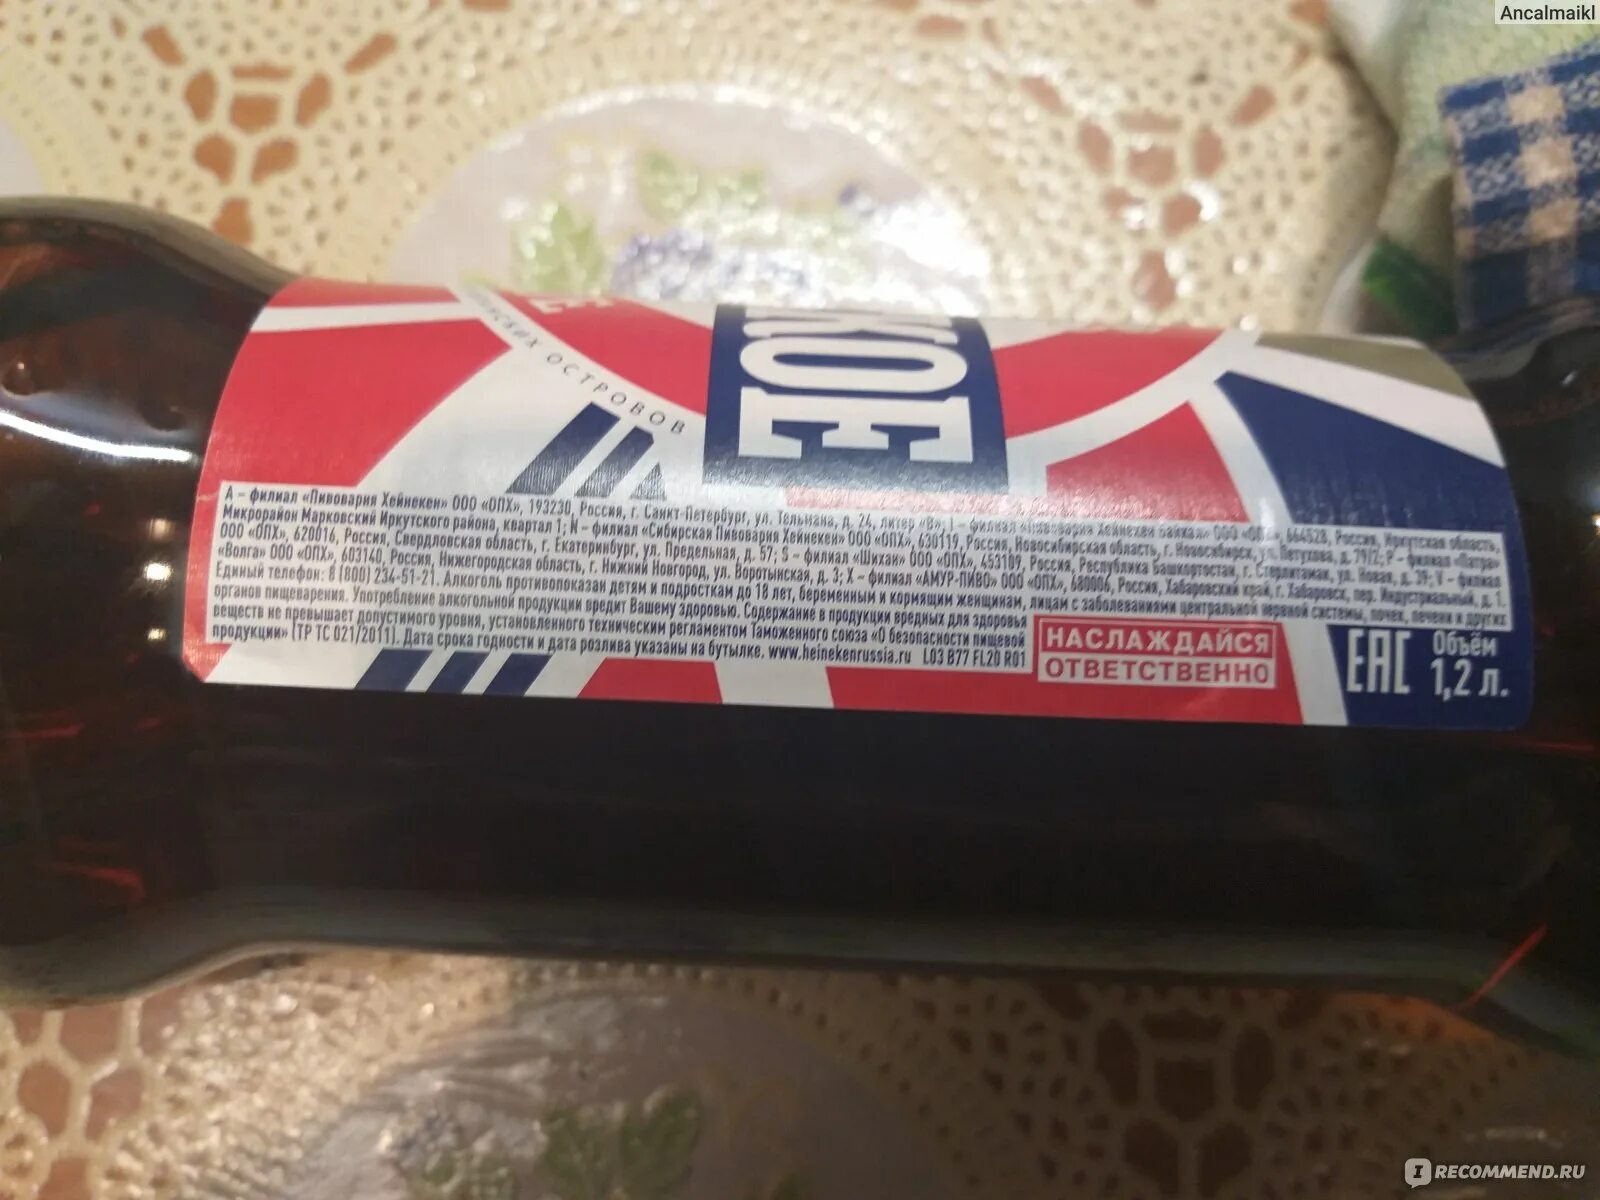 Ancalmaikl
НСКИХ ОСТРОВОВ
КОЕ
А – филиал «Пивоварня Хейнекен» ООО «ОПХ», 193230, Россия, г. Санкт-Петербург, ул. Тельмана, д. 24, литер «В»; I – филиал «Пивоварня Хейнекен Байкал» ООО «ОПХ», 664528, Россия, Иркутская область,
Микрорайон Марковский Иркутского района, квартал 1; N – филиал «Сибирская Пивоварня Хейнекен» ООО «ОПХ», 630119, Россия, Новосибирская область, г. Новосибирск, ул. Петухова, д. 79/2; P – филиал «Патра»
ООО «ОПХ», 620016, Россия, Свердловская область, г. Екатеринбург, ул. Предельная, д. 57; S – филиал «Шихан» ООО «ОПХ», 453109, Россия, Республика Башкортостан, г. Стерлитамак, ул. Новая, д. 39; V – филиал
«Волга» ООО «ОПХ», 603140, Россия, Нижегородская область, г. Нижний Новгород, ул. Воротынская, д. 3; X – филиал «АМУР-ПИВО» ООО «ОПХ», 680006, Россия, Хабаровский край, г. Хабаровск, пер. Индустриальный, д. 1.
Единый телефон: 8 (800) 234-51-21. Алкоголь противопоказан детям и подросткам до 18 лет, беременным и кормящим женщинам, лицам с заболеваниями центральной нервной системы, почек, печени и других
органов пищеварения. Употребление алкогольной продукции вредит Вашему здоровью. Содержание в продукции вредных для здоровья
веществ не превышает допустимого уровня, установленного техническим регламентом Таможенного союза «О безопасности пищевой
продукции» (ТР ТС 021/2011). Дата срока годности и дата розлива указаны на бутылке. www.heinekenrussia.ru L03 B77 FL20 R01
НАСЛАЖДАЙСЯ
ОТВЕТСТВЕННО
EAC
Объём
1,2 л.
IRECOMMEND.RU